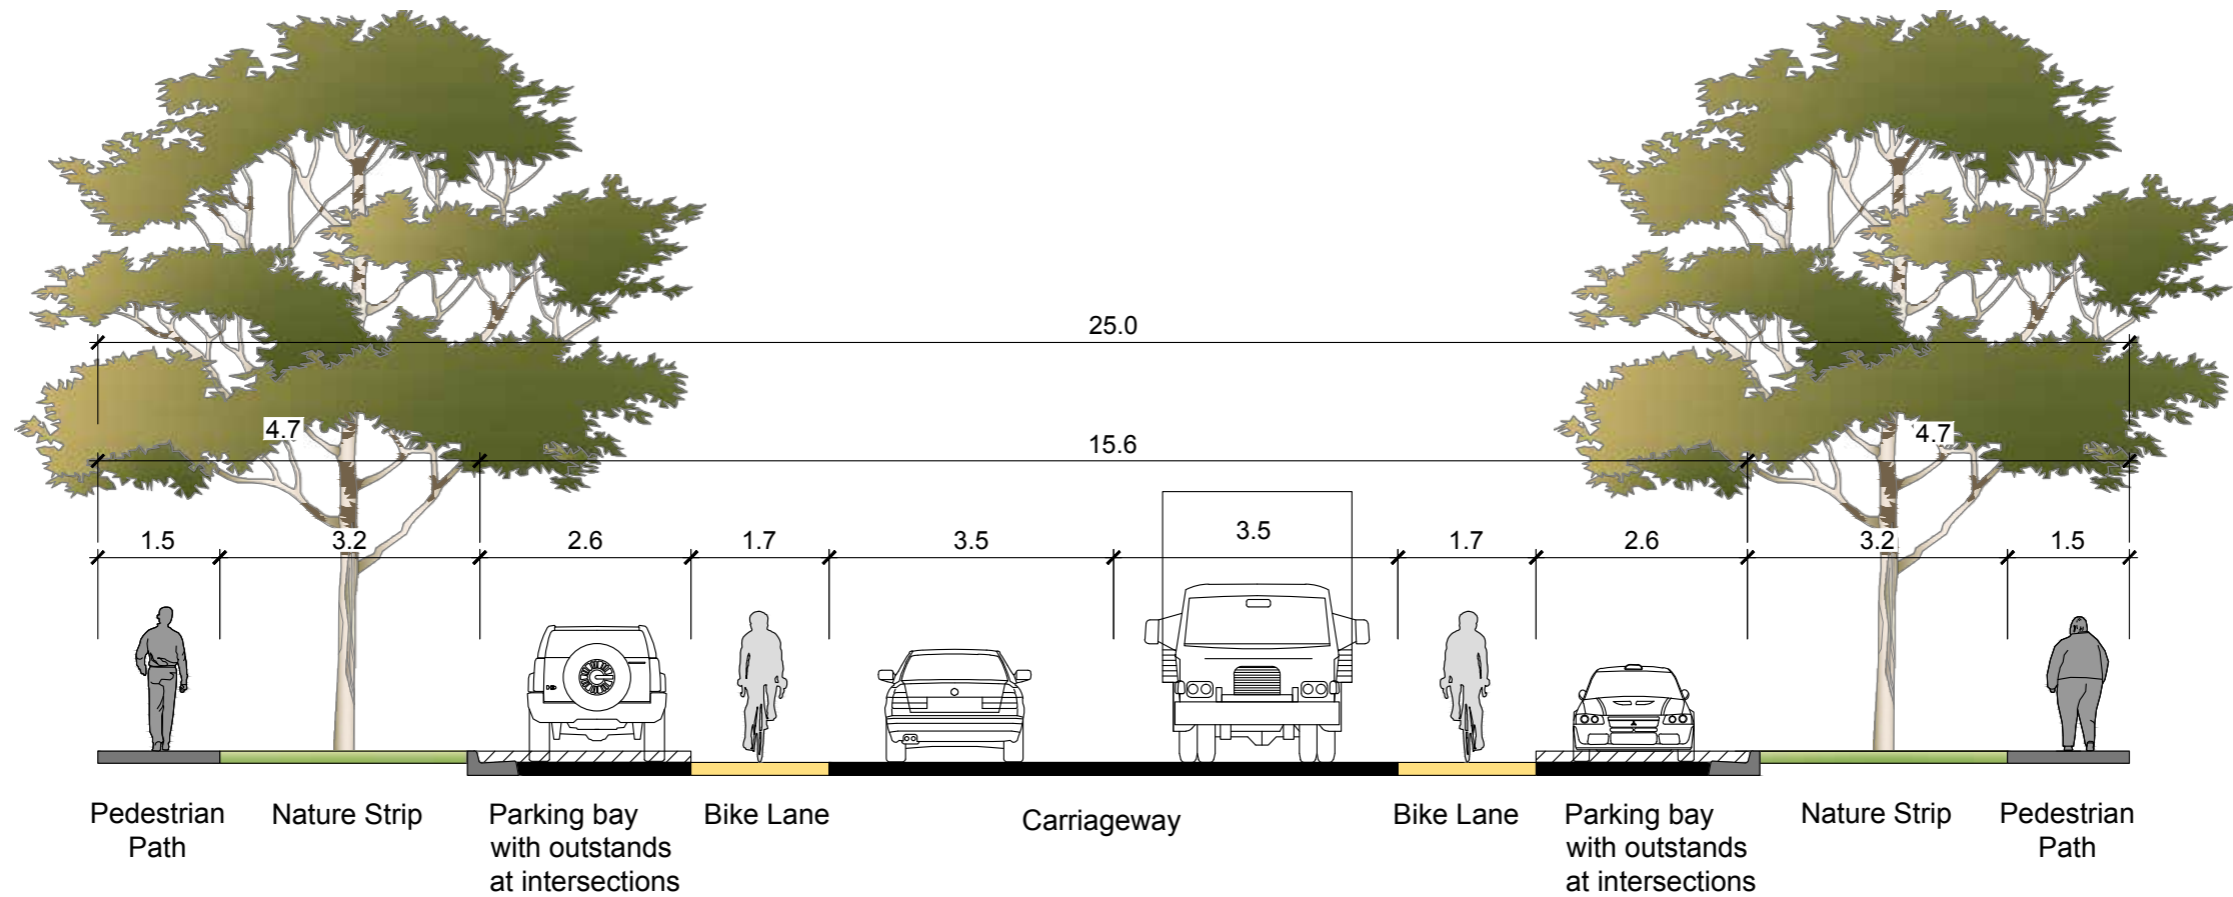 25.0
4.7
15.6
4.7
1.5
3.2
2.6
1.7
3.5
3.5
1.7
2.6
3.2
1.5
Pedestrian
Path
Nature Strip
Parking bay
with outstands
at intersections
Bike Lane
Carriageway
Bike Lane
Parking bay
with outstands
at intersections
Nature Strip
Pedestrian
Path